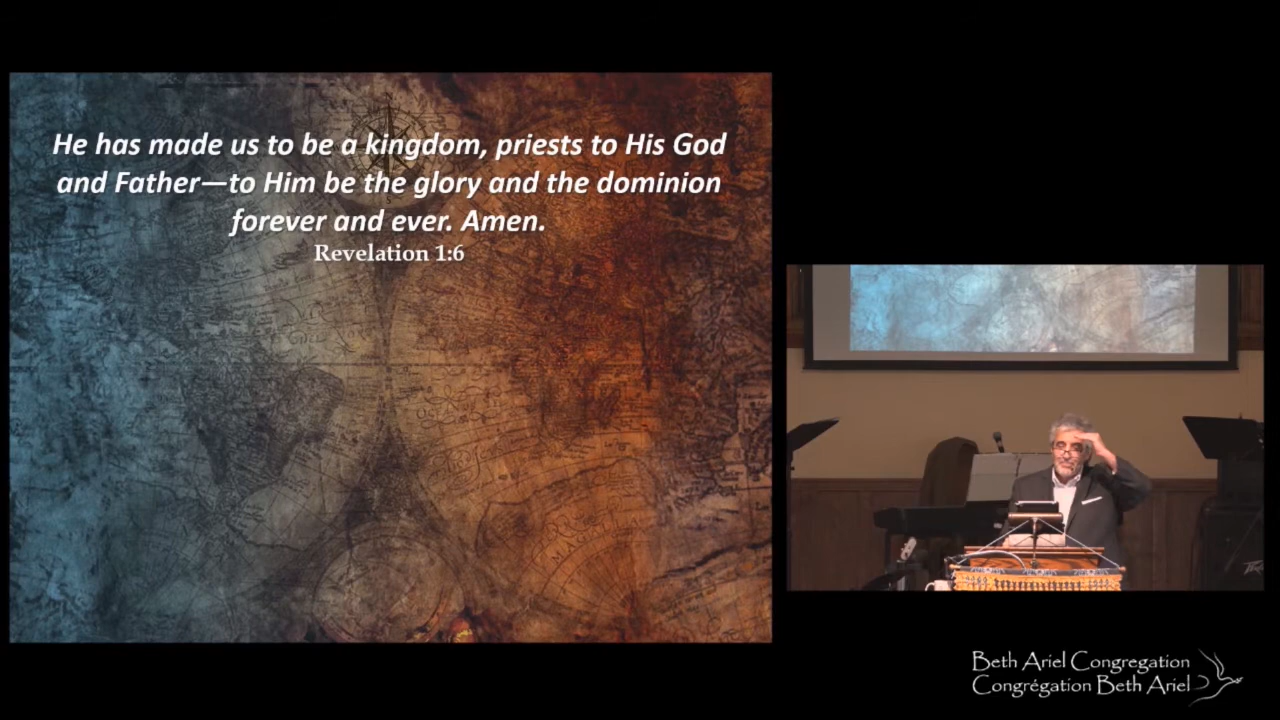 He has made us to be a kingdom, priests to His God
and Father—to Him be the glory and the dominion
forever and ever. Amen.
Revelation 1:6
Beth Ariel Congregation
Congrégation Beth Ariel